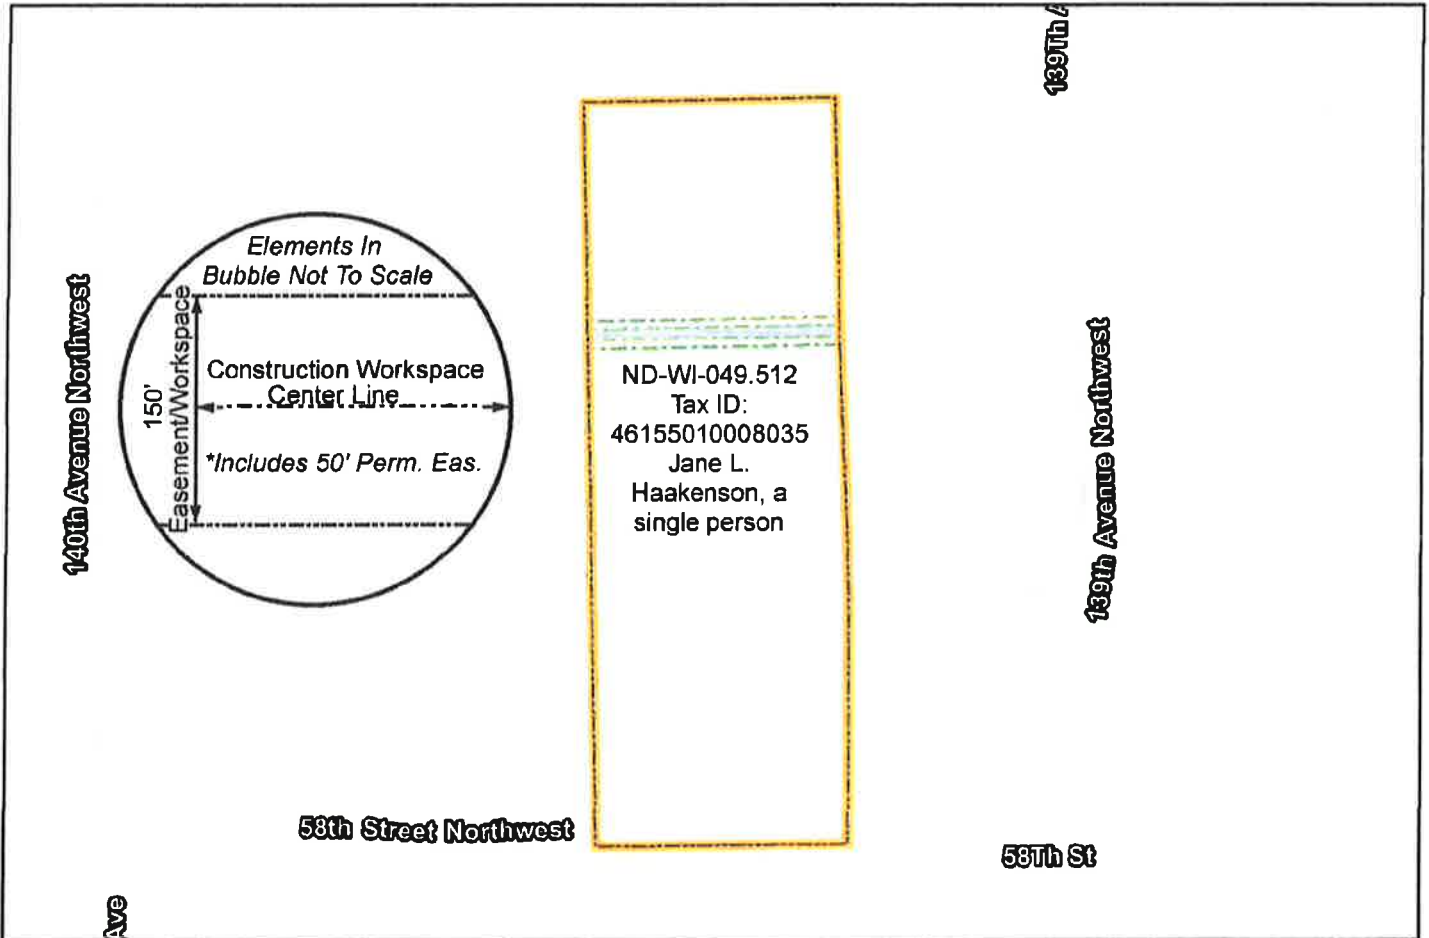 139Th A
Elements In
Bubble Not To Scale
140th Avenue Northwest
150'
Easement/Workspace
Construction Workspace
Center Line
*Includes 50' Perm. Eas.
ND-WI-049.512
Tax ID:
46155010008035
Jane L.
Haakenson, a
single person
139th Avenue Northwest
58th Street Northwest
58Th St
Ave